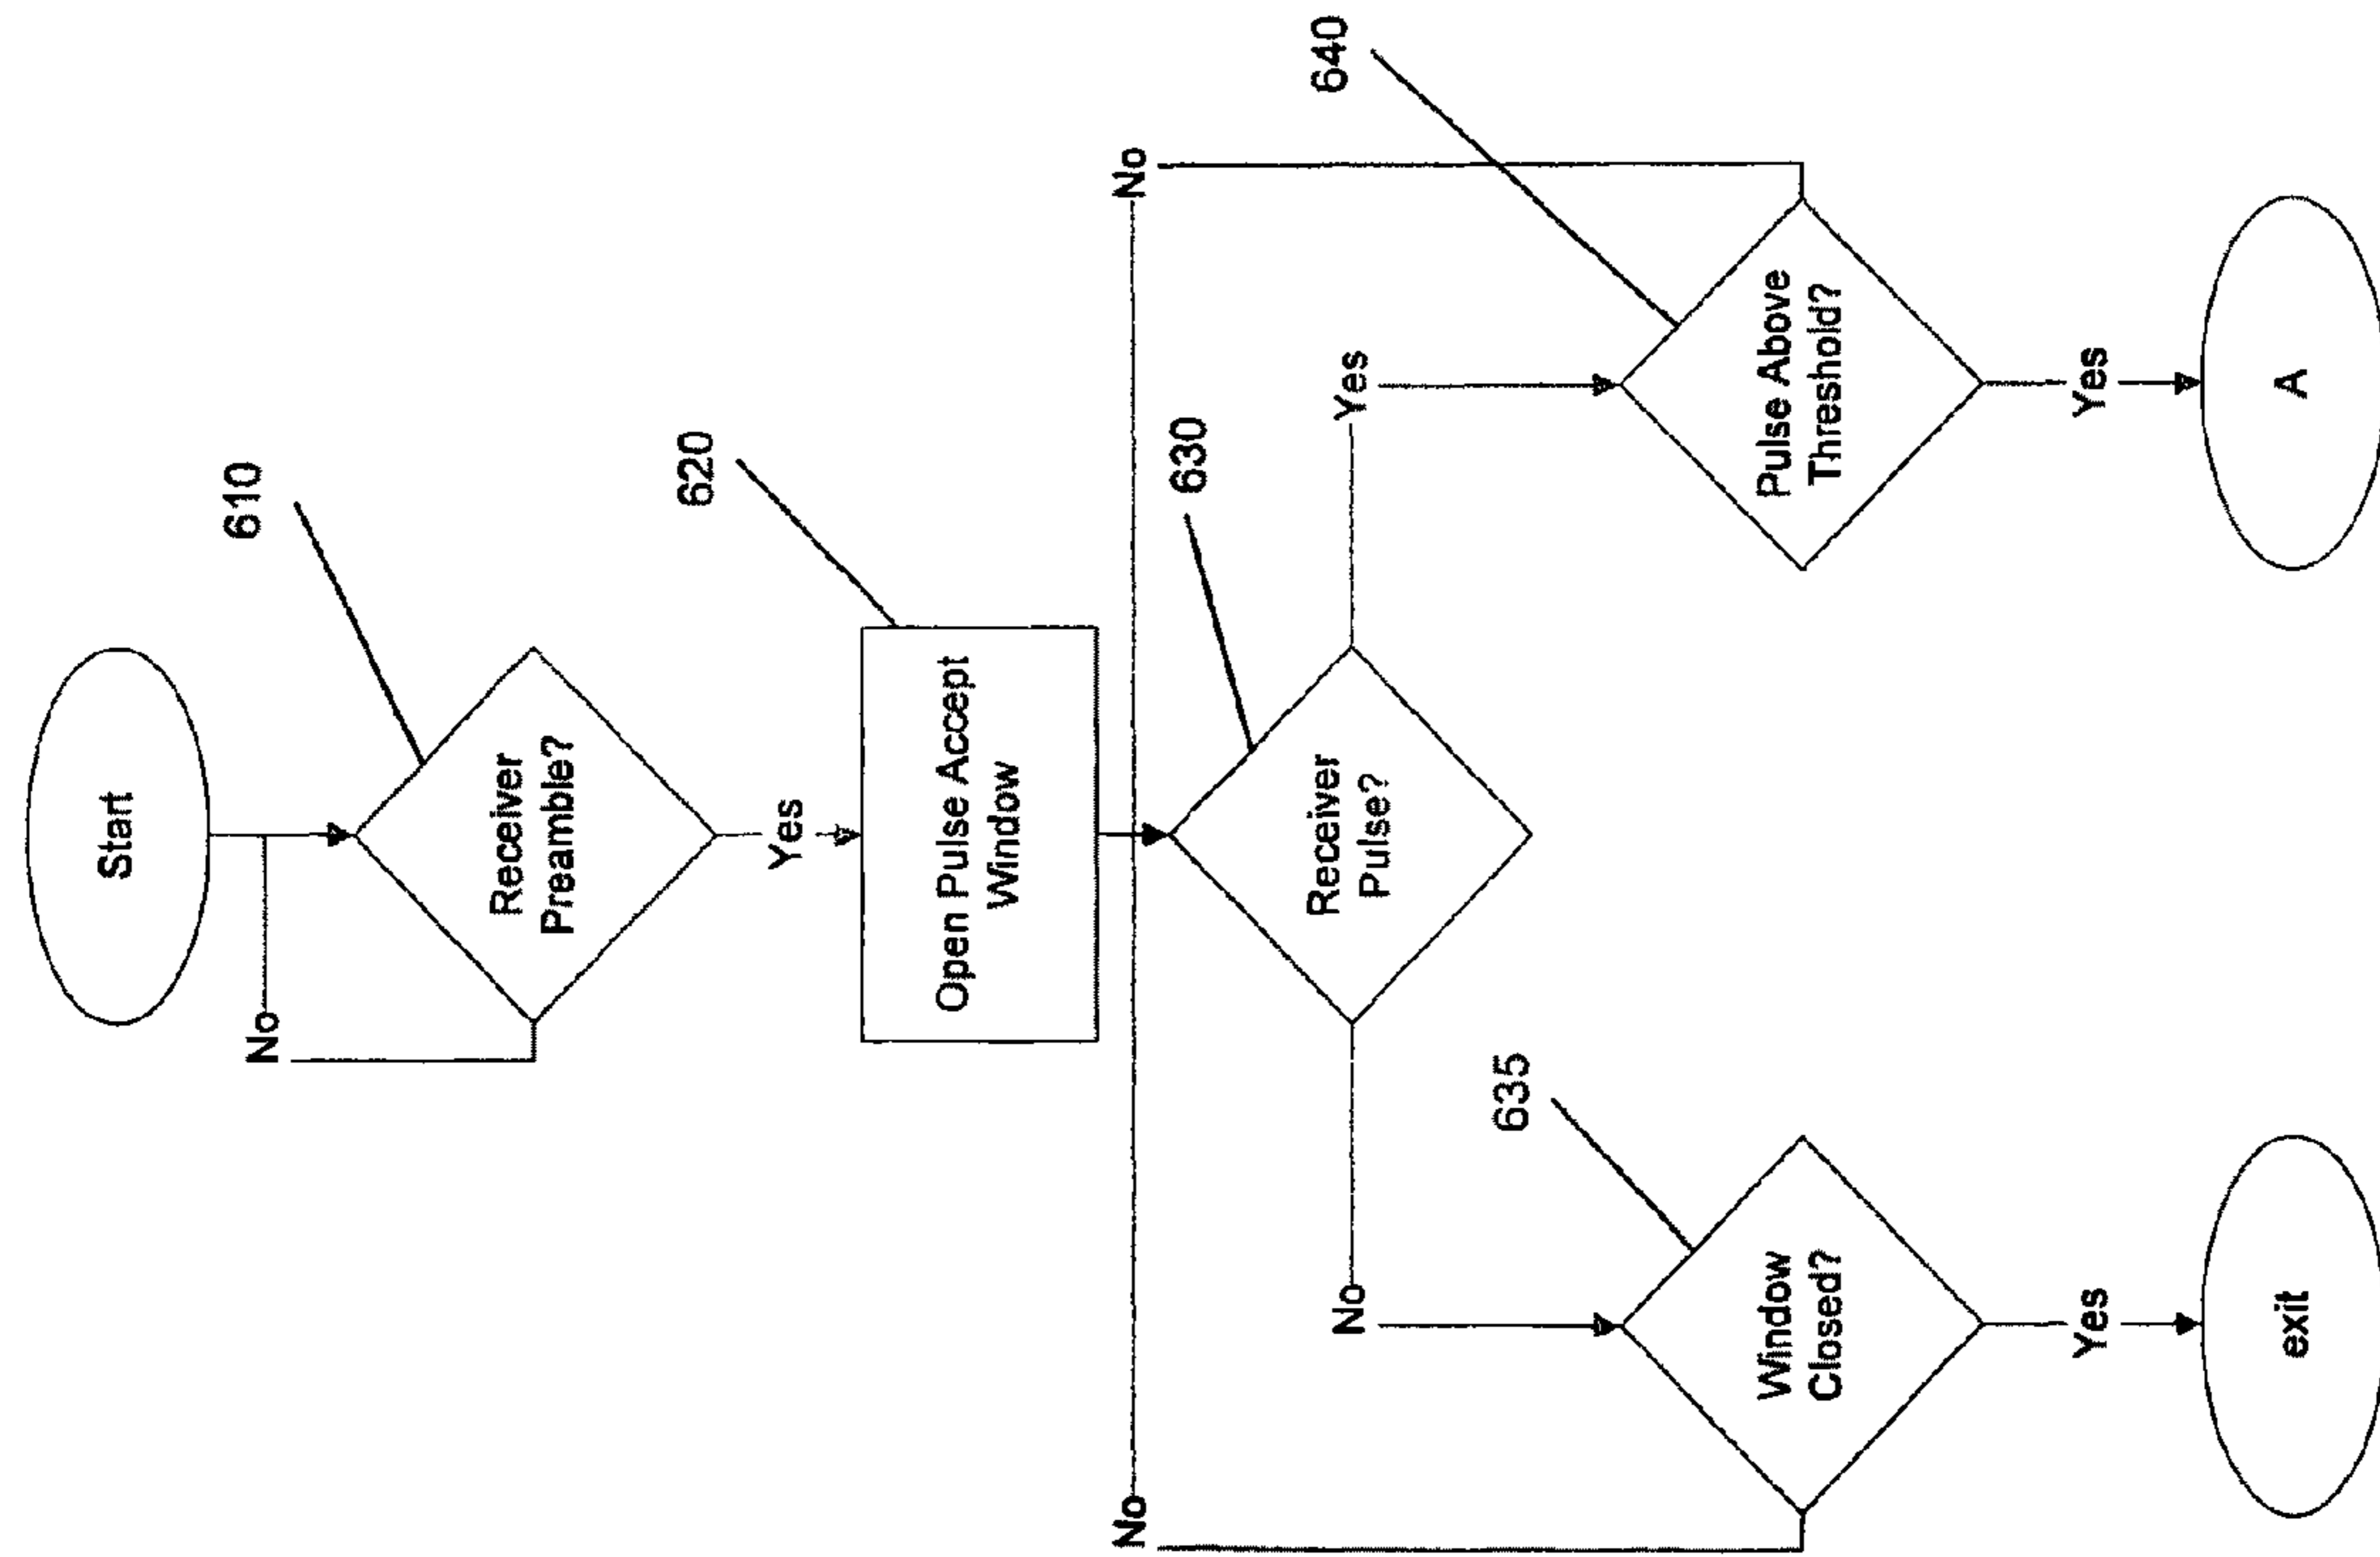 Start
610
No
Receiver
Preamble?
Yes
620
Open Pulse Accept
Window
No
No
630
Receiver
Pulse?
No
Yes
640
635
Window
Closed?
Pulse Above
Threshold?
Yes
Yes
exit
A